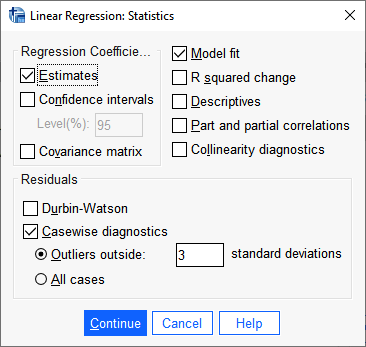 Linear Regression: Statistics
Regression Coefficie...
Estimates
Confidence intervals
Level(%): 95
Covariance matrix
Model fit
R squared change
Descriptives
Part and partial correlations
Collinearity diagnostics
Residuals
Durbin-Watson
Casewise diagnostics
Outliers outside: 3 standard deviations
All cases
Continue Cancel Help